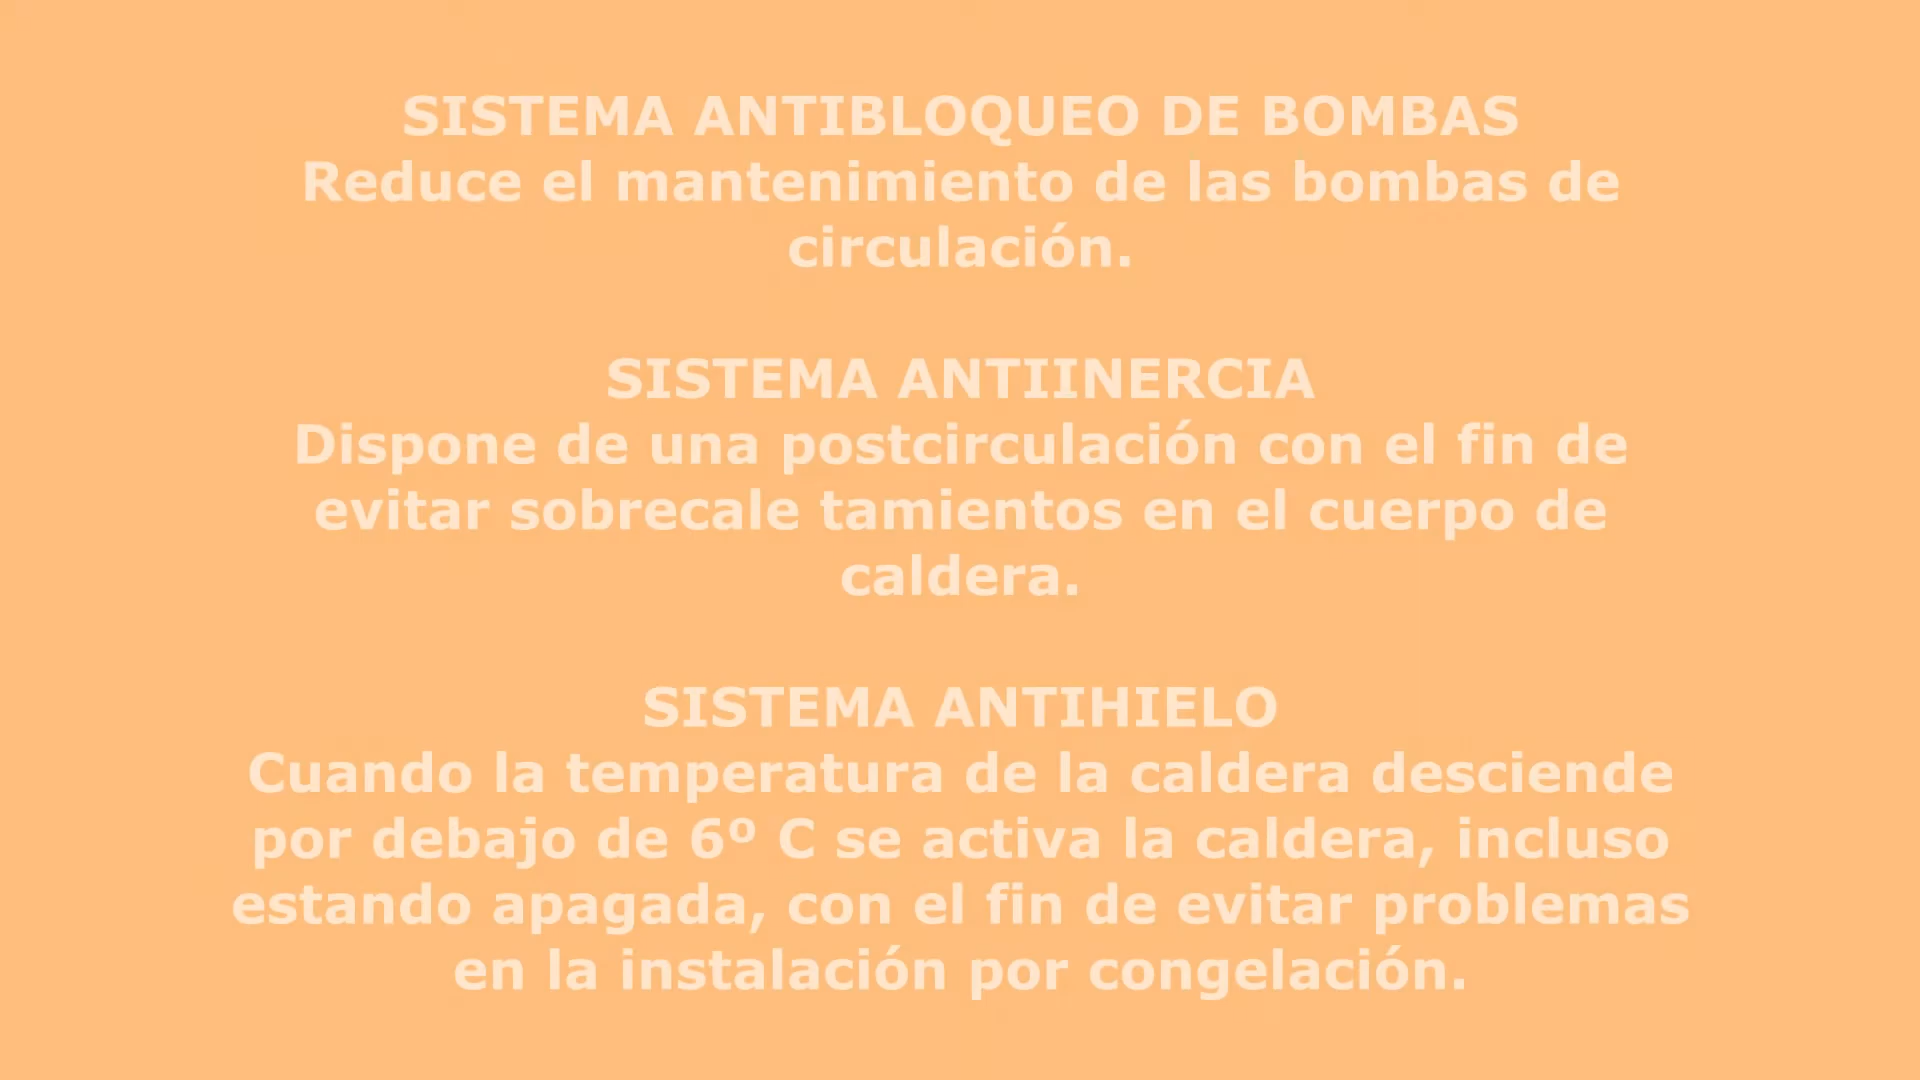 SISTEMA ANTIBLOQUEO DE BOMBAS
Reduce el mantenimiento de las bombas de
circulación.
SISTEMA ANTIINERCIA
Dispone de una postcirculación con el fin de
evitar sobrecale tamientos en el cuerpo de
caldera.
SISTEMA ANTIHIELO
Cuando la temperatura de la caldera desciende
por debajo de 6º C se activa la caldera, incluso
estando apagada, con el fin de evitar problemas
en la instalación por congelación.